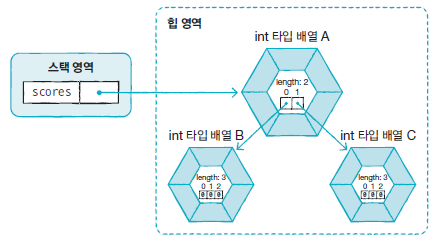 힙 영역
스택 영역
scores
int 타입 배열 A
length: 2
0 1
int 타입 배열 B
length: 3
0 1 2
0 0 0
int 타입 배열 C
length: 3
0 1 2
0 0 0